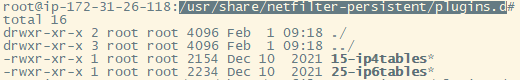 root@ip-172-31-26-118:/usr/share/netfilter-persistent/plugins.d#
total 16
drwxr-xr-x 2 root root 4096 Feb  1 09:18 ./
drwxr-xr-x 3 root root 4096 Feb  1 09:18 ../
-rwxr-xr-x 1 root root 2154 Dec 10  2021 15-ip4tables*
-rwxr-xr-x 1 root root 2234 Dec 10  2021 25-ip6tables*